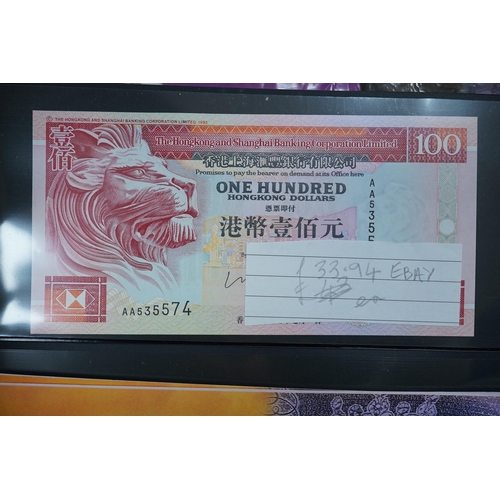 © THE HONGKONG AND SHANGHAI BANKING CORPORATION LIMITED
壹佰
The Hongkong and Shanghai Banking Corporation Limited
100
香港上海滙豐銀行有限公司
Promises to pay the bearer on demand at its Office here
ONE HUNDRED
HONGKONG DOLLARS
憑票即付
港幣壹佰元
AA535574
AA5355
33.94 EBAY
ea
香